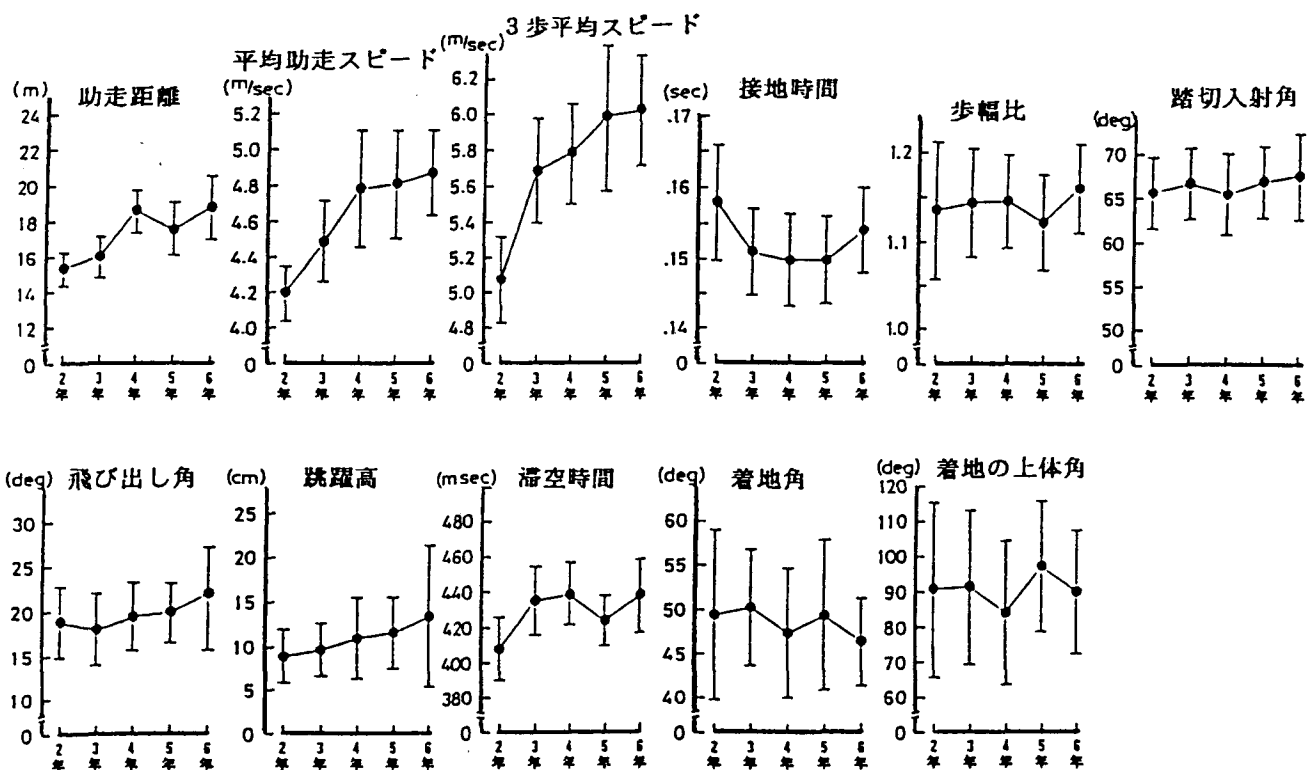 助走距離
(m)
24
22
20
18
16
14
12
0
2年 3年 4年 5年 6年
平均助走スピード
(m/sec)
5.2
5.0
4.8
4.6
4.4
4.2
4.0
0
2年 3年 4年 5年 6年
3歩平均スピード
(m/sec)
6.2
6.0
5.8
5.6
5.4
5.2
5.0
4.8
0
2年 3年 4年 5年 6年
接地時間
(sec)
.17
.16
.15
.14
0
2年 3年 4年 5年 6年
歩幅比
1.2
1.1
1.0
0
2年 3年 4年 5年 6年
踏切入射角
(deg)
70
65
60
55
50
0
2年 3年 4年 5年 6年
飛び出し角
(deg)
30
25
20
15
10
0
2年 3年 4年 5年 6年
跳躍高
(cm)
25
20
15
10
5
0
2年 3年 4年 5年 6年
滞空時間
(msec)
480
460
440
420
400
380
0
2年 3年 4年 5年 6年
着地角
(deg)
60
55
50
45
40
0
2年 3年 4年 5年 6年
着地の上体角
(deg)
120
110
100
90
80
70
60
0
2年 3年 4年 5年 6年